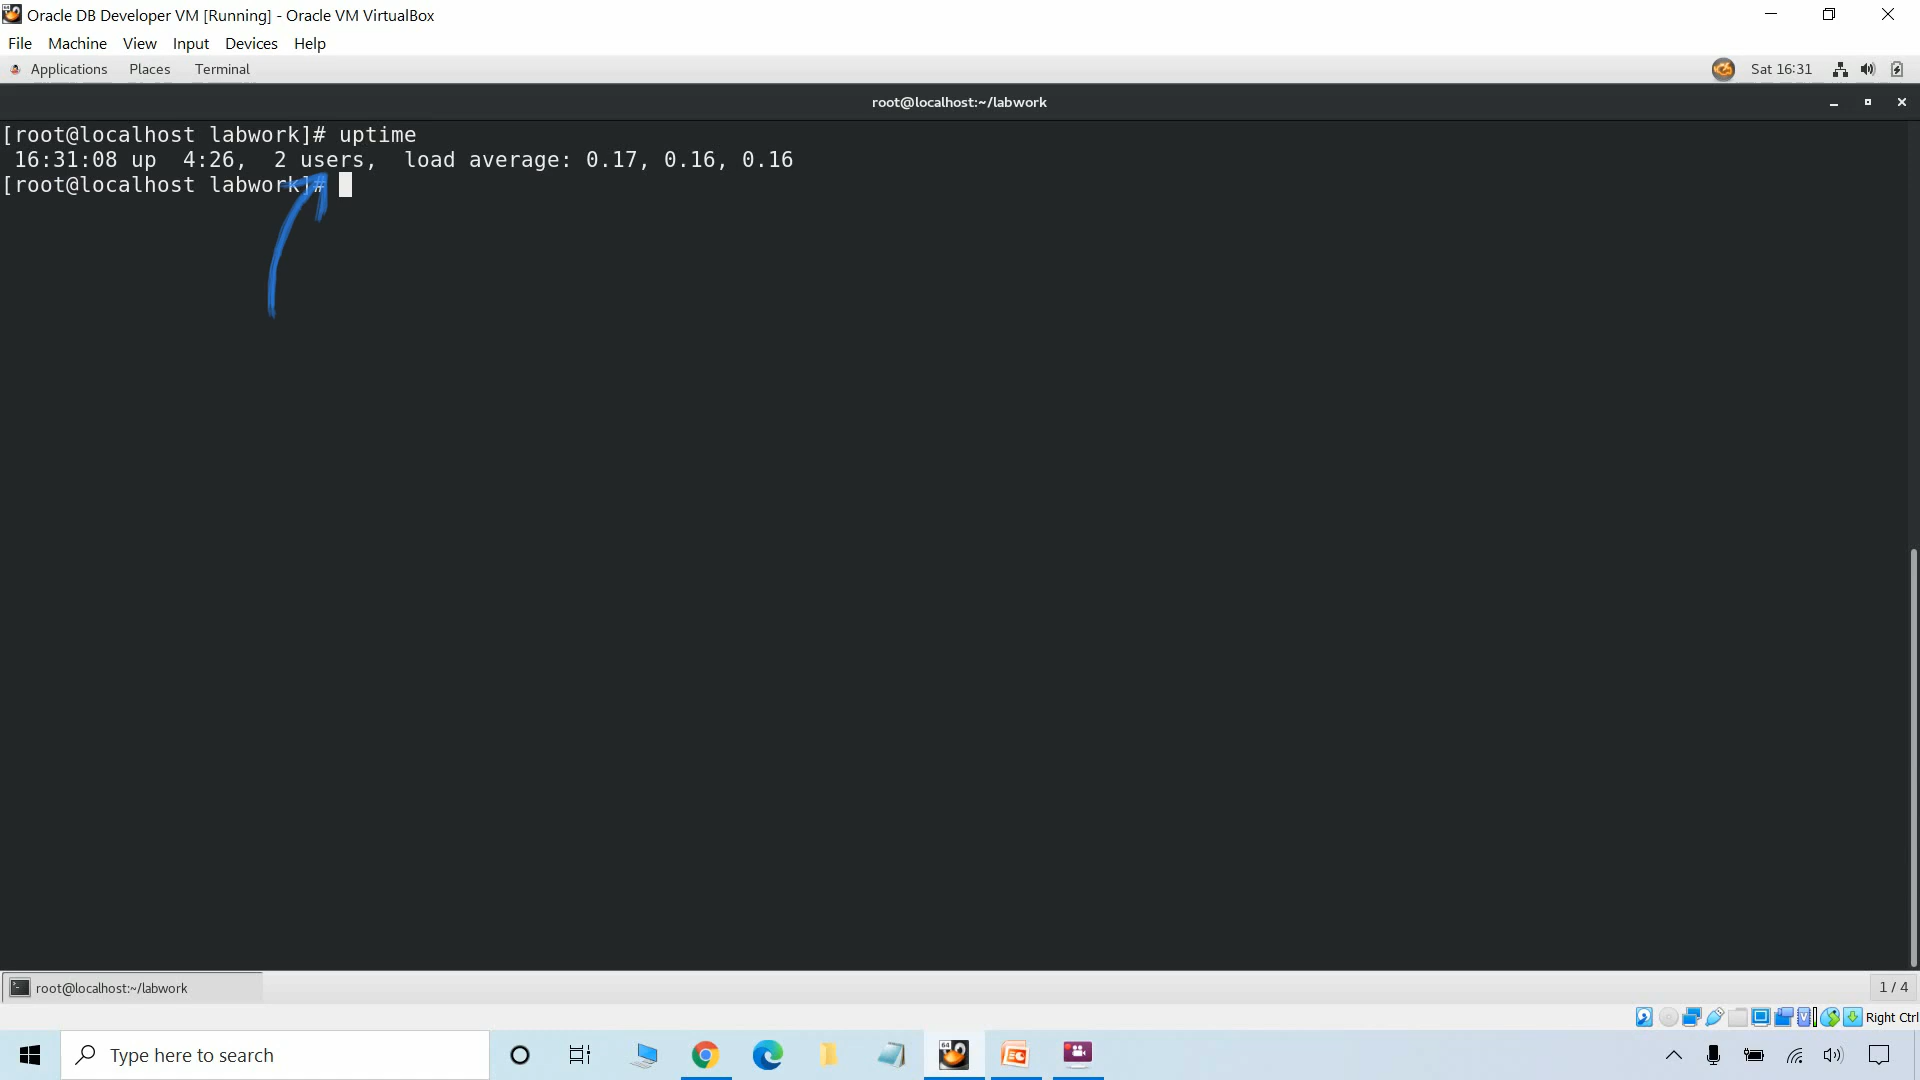 Oracle DB Developer VM [Running] - Oracle VM VirtualBox
File Machine View Input Devices Help
Applications Places Terminal Sat 16:31
root@localhost:~/labwork
[root@localhost labwork]# uptime
16:31:08 up 4:26, 2 users, load average: 0.17, 0.16, 0.16
[root@localhost labwork]#
root@localhost:~/labwork 1 / 4
Right Ctrl
Type here to search